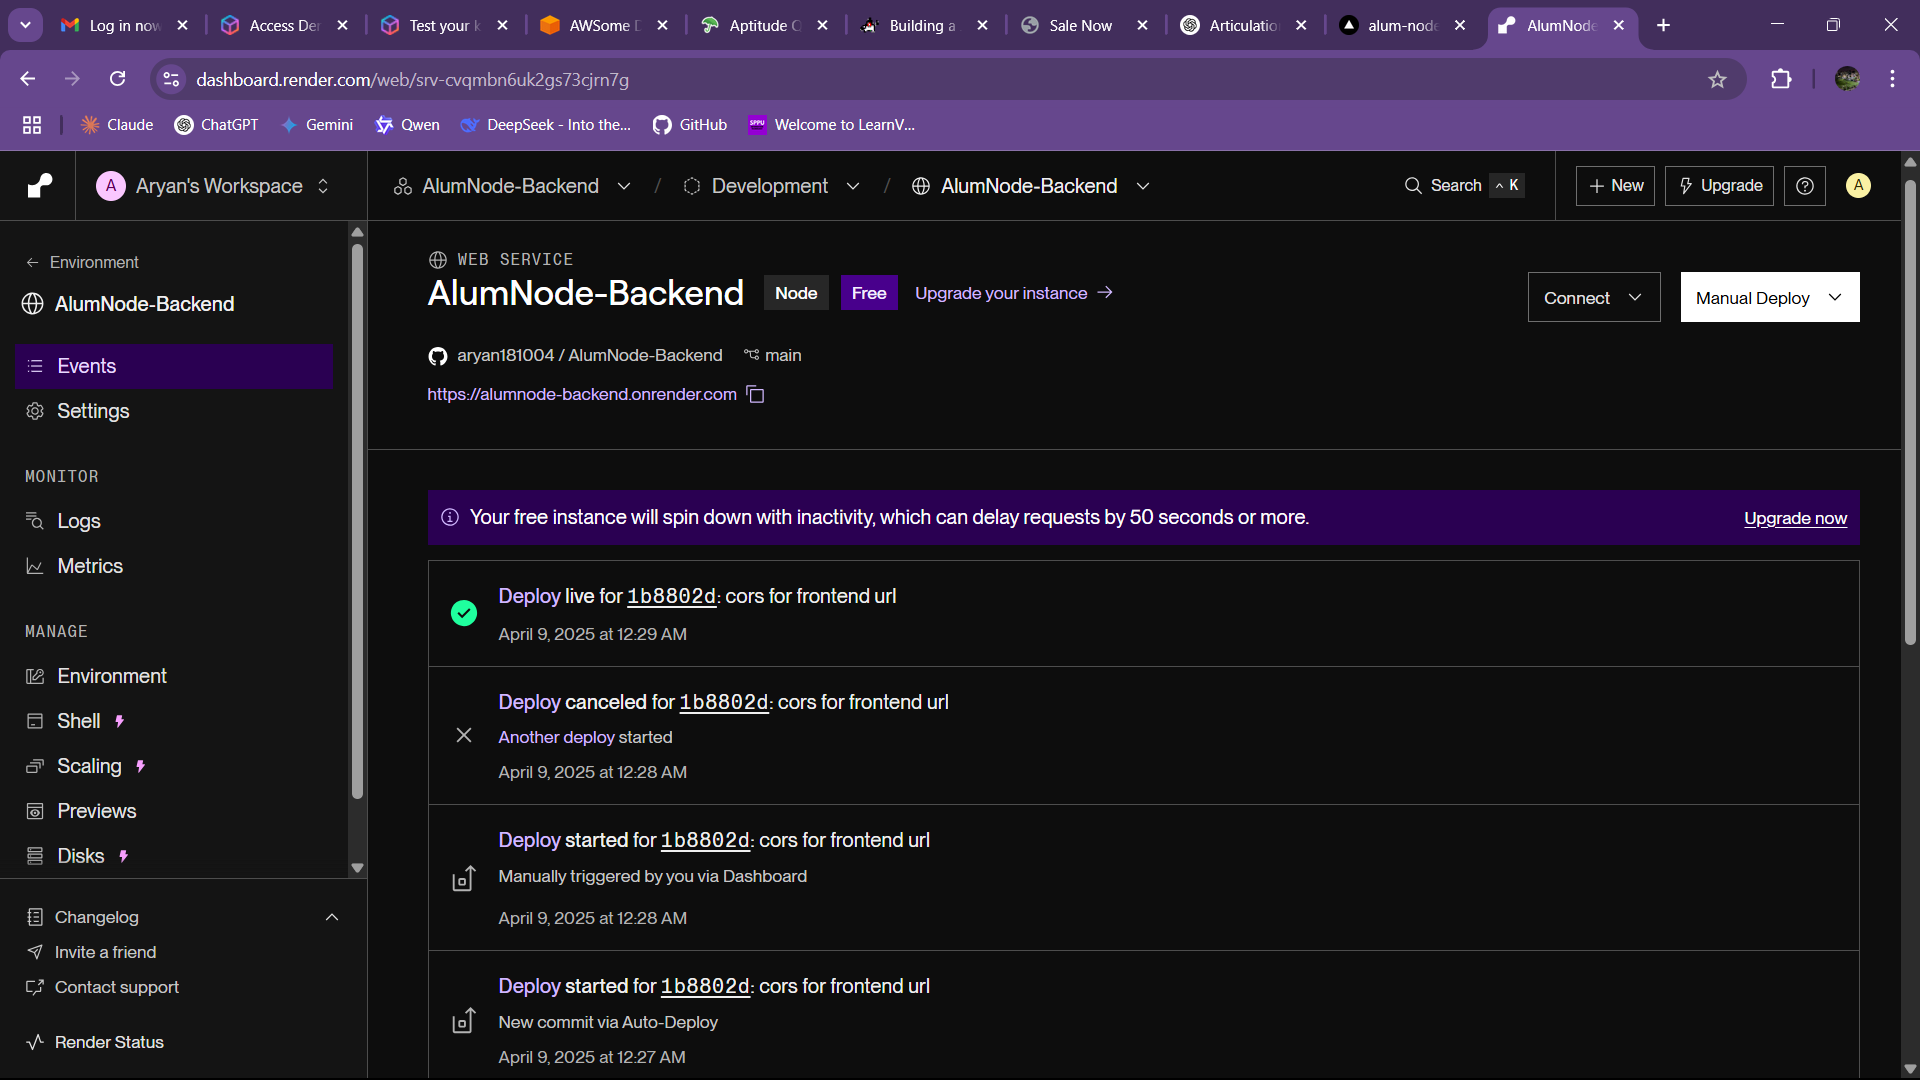 Log in now
Access Der
Test your k
AWSome D
Aptitude Q
Building a
Sale Now
Articulatio
alum-node
AlumNode
dashboard.render.com/web/srv-cvqmbn6uk2gs73cjrn7g
Claude
ChatGPT
Gemini
Qwen
DeepSeek - Into the...
GitHub
SPPU
Welcome to LearnV...
A
Aryan's Workspace
AlumNode-Backend
/
Development
/
AlumNode-Backend
Search
^ K
+ New
Upgrade
A
Environment
AlumNode-Backend
Events
Settings
MONITOR
Logs
Metrics
MANAGE
Environment
Shell
Scaling
Previews
Disks
Changelog
Invite a friend
Contact support
Render Status
WEB SERVICE
AlumNode-Backend
Node
Free
Upgrade your instance
Connect
Manual Deploy
aryan181004 / AlumNode-Backend
main
https://alumnode-backend.onrender.com
Your free instance will spin down with inactivity, which can delay requests by 50 seconds or more.
Upgrade now
Deploy live for 1b8802d: cors for frontend url
April 9, 2025 at 12:29 AM
Deploy canceled for 1b8802d: cors for frontend url
Another deploy started
April 9, 2025 at 12:28 AM
Deploy started for 1b8802d: cors for frontend url
Manually triggered by you via Dashboard
April 9, 2025 at 12:28 AM
Deploy started for 1b8802d: cors for frontend url
New commit via Auto-Deploy
April 9, 2025 at 12:27 AM